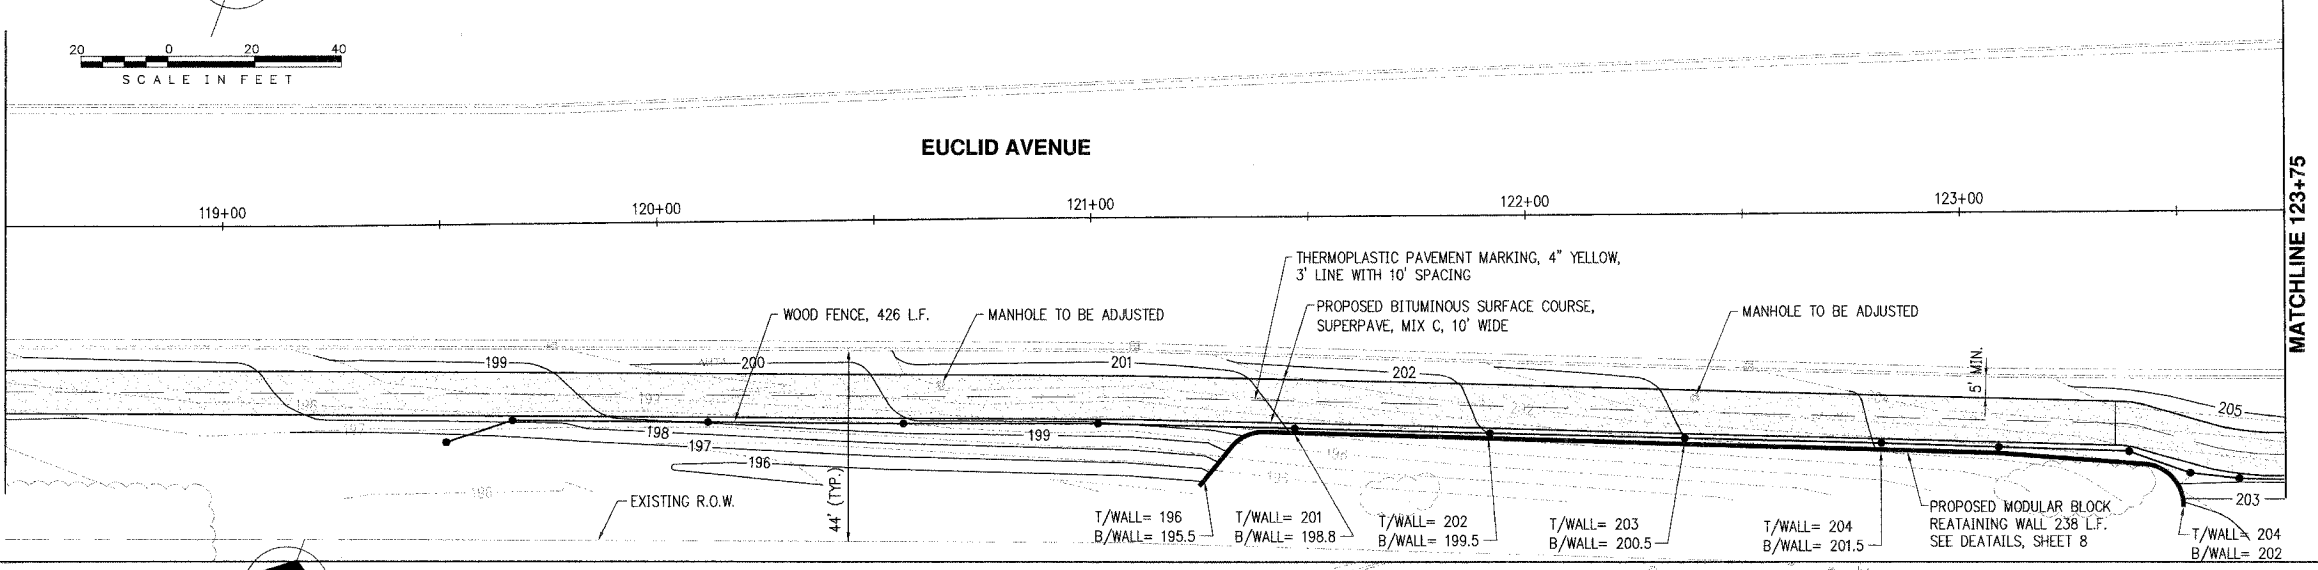 20 0 20 40
SCALE IN FEET
EUCLID AVENUE
MATCHLINE 123+75
119+00
120+00
121+00
122+00
123+00
THERMOPLASTIC PAVEMENT MARKING, 4" YELLOW,
3' LINE WITH 10' SPACING
PROPOSED BITUMINOUS SURFACE COURSE,
SUPERPAVE, MIX C, 10' WIDE
WOOD FENCE, 426 L.F.
MANHOLE TO BE ADJUSTED
MANHOLE TO BE ADJUSTED
5' MIN.
199
200
201
202
205
198
197
196
199
203
196
198
44' (TYP.)
EXISTING R.O.W.
T/WALL= 196
B/WALL= 195.5
T/WALL= 201
B/WALL= 198.8
T/WALL= 202
B/WALL= 199.5
T/WALL= 203
B/WALL= 200.5
T/WALL= 204
B/WALL= 201.5
PROPOSED MODULAR BLOCK
REATAINING WALL 238 L.F.
SEE DEATAILS, SHEET 8
T/WALL= 204
B/WALL= 202